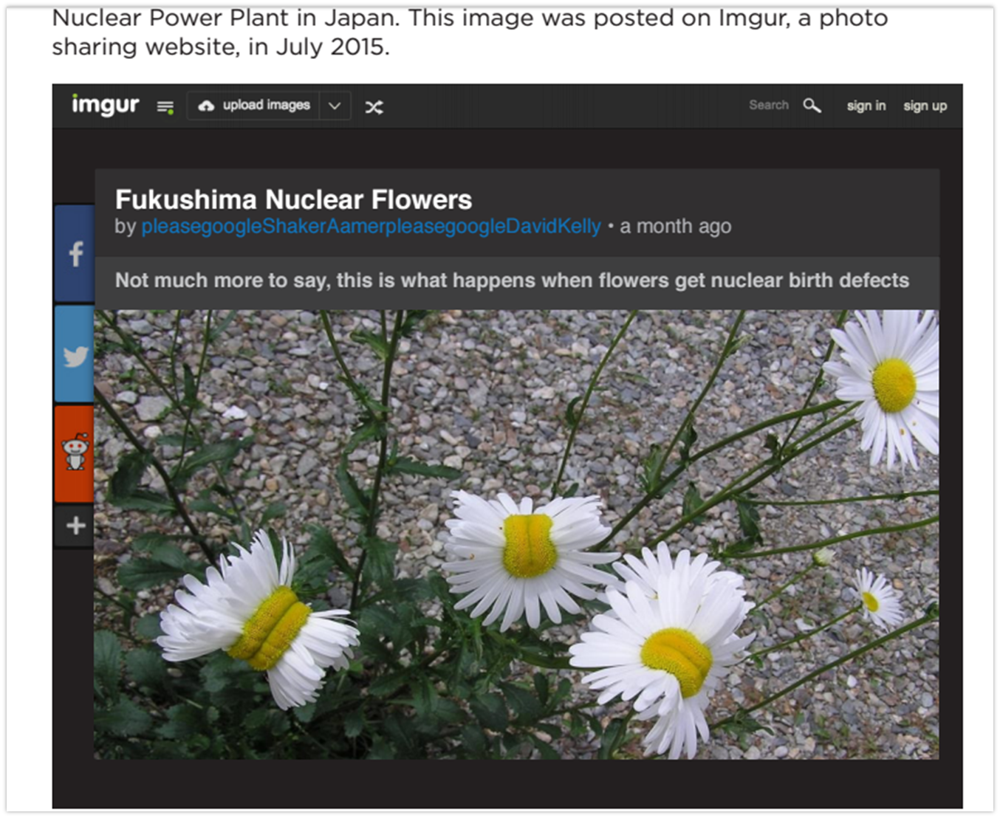 Nuclear Power Plant in Japan. This image was posted on Imgur, a photo
sharing website, in July 2015.
imgur upload images Search sign in sign up
Fukushima Nuclear Flowers
by pleasegoogleShakerAamerpleasegoogleDavidKelly • a month ago
Not much more to say, this is what happens when flowers get nuclear birth defects